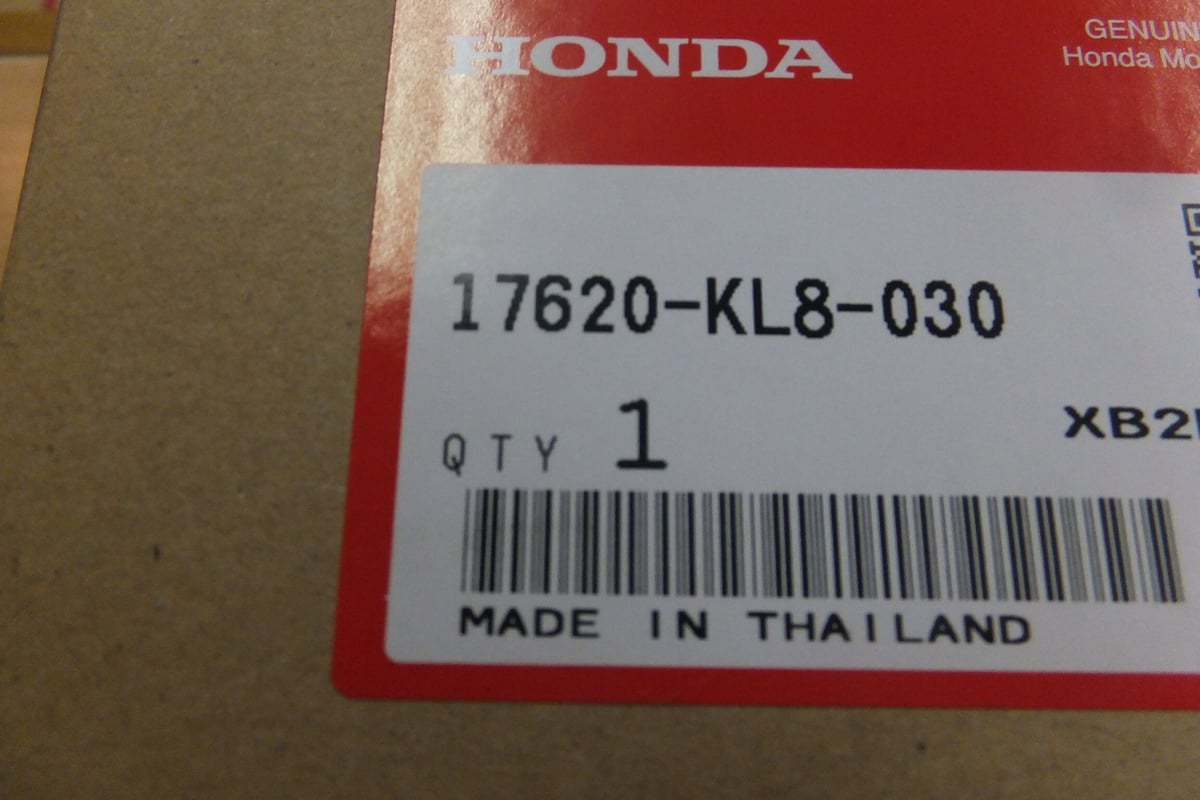 HONDA
GENUIN
Honda Mo
17620-KL8-030
QTY 1
XB2
MADE IN THAILAND